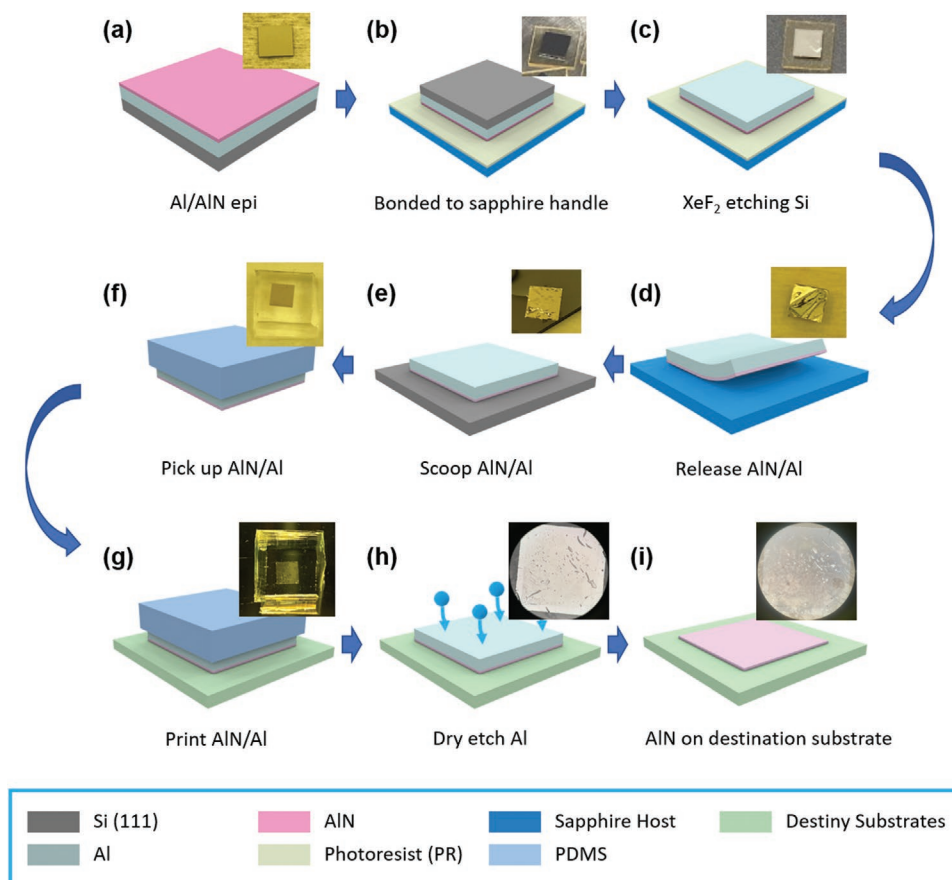 (a)
(b)
(c)
Al/AlN epi
Bonded to sapphire handle
XeF₂ etching Si
(f)
(e)
(d)
Pick up AlN/Al
Scoop AlN/Al
Release AlN/Al
(g)
(h)
(i)
Print AlN/Al
Dry etch Al
AlN on destination substrate
Si (111)
AlN
Sapphire Host
Destiny Substrates
Al
Photoresist (PR)
PDMS